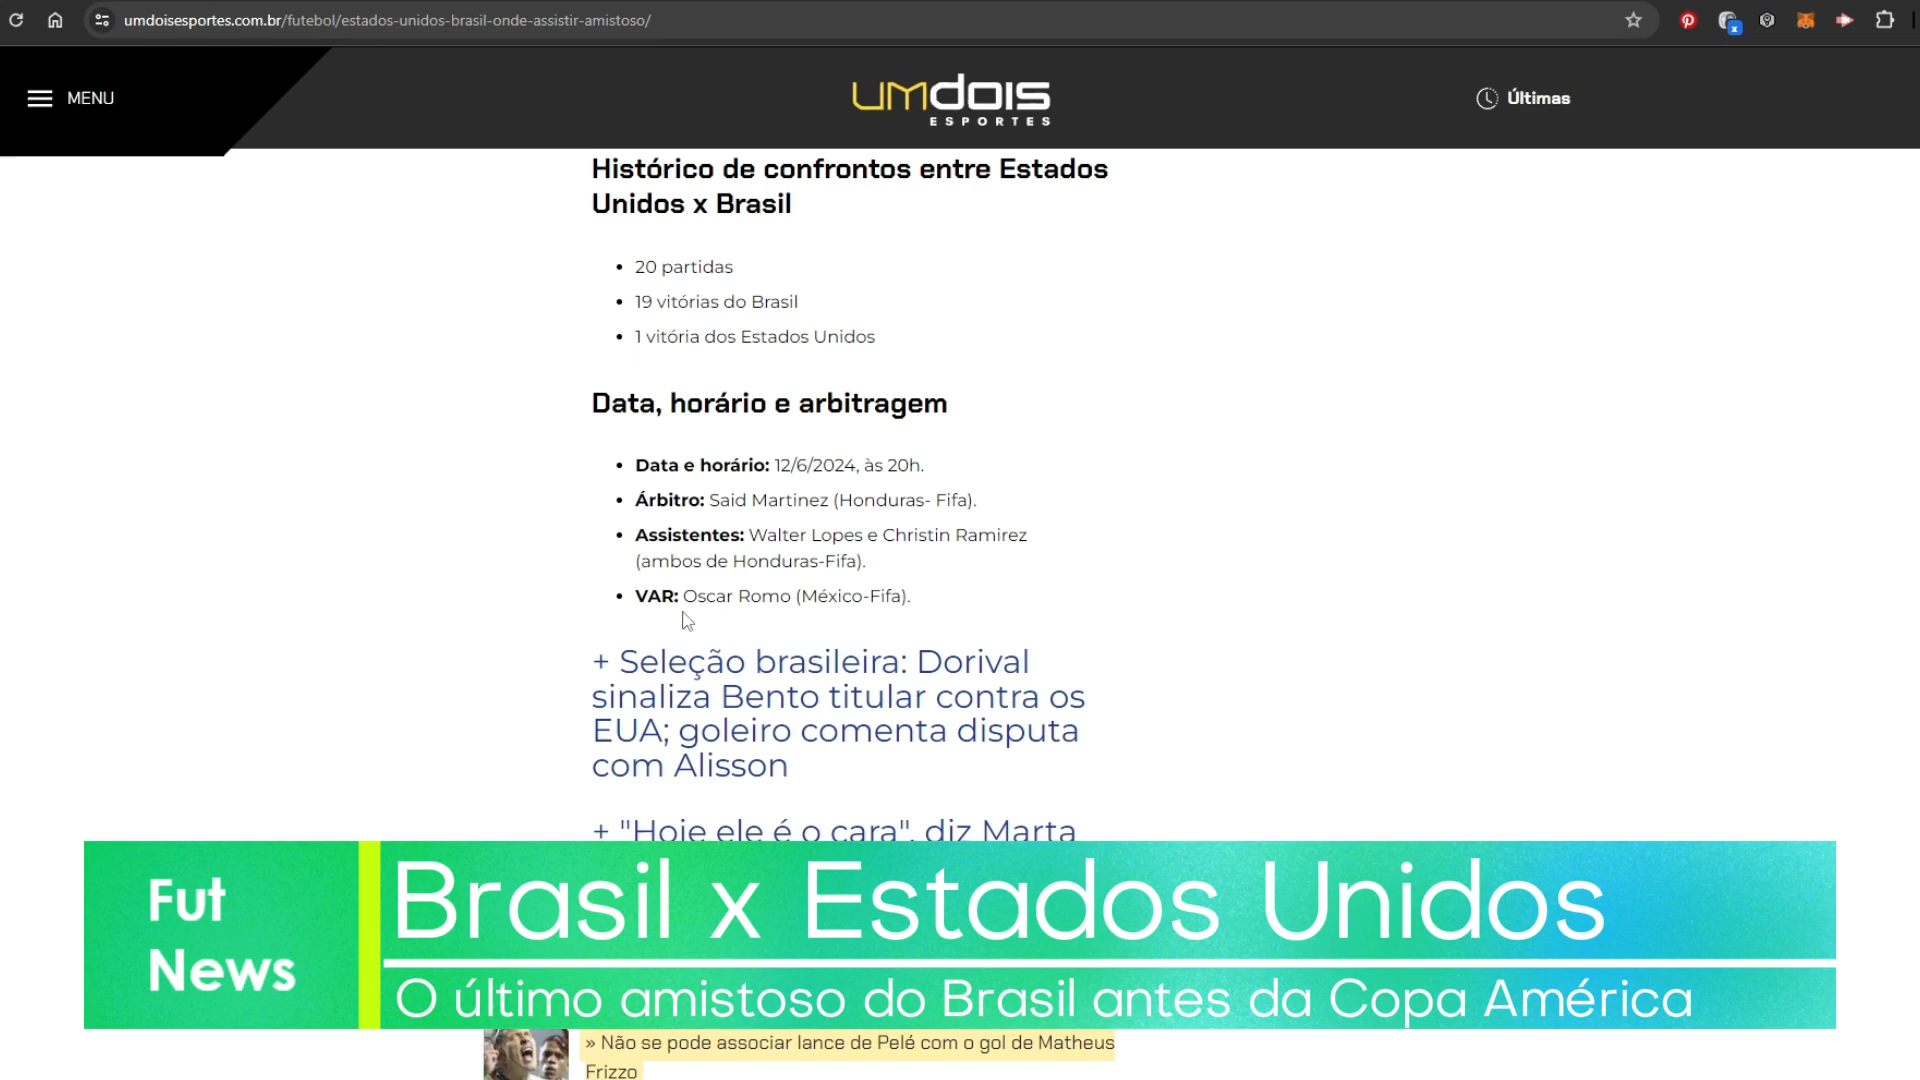 umdoisesportes.com.br/futebol/estados-unidos-brasil-onde-assistir-amistoso/
MENU
umdois
ESPORTES
Últimas
Histórico de confrontos entre Estados
Unidos x Brasil
• 20 partidas
• 19 vitórias do Brasil
• 1 vitória dos Estados Unidos
Data, horário e arbitragem
• Data e horário: 12/6/2024, às 20h.
• Árbitro: Said Martinez (Honduras- Fifa).
• Assistentes: Walter Lopes e Christin Ramirez
(ambos de Honduras-Fifa).
• VAR: Oscar Romo (México-Fifa).
+ Seleção brasileira: Dorival
sinaliza Bento titular contra os
EUA; goleiro comenta disputa
com Alisson
+ "Hoje ele é o cara", diz Marta
Fut
News
Brasil x Estados Unidos
O último amistoso do Brasil antes da Copa América
» Não se pode associar lance de Pelé com o gol de Matheus
Frizzo